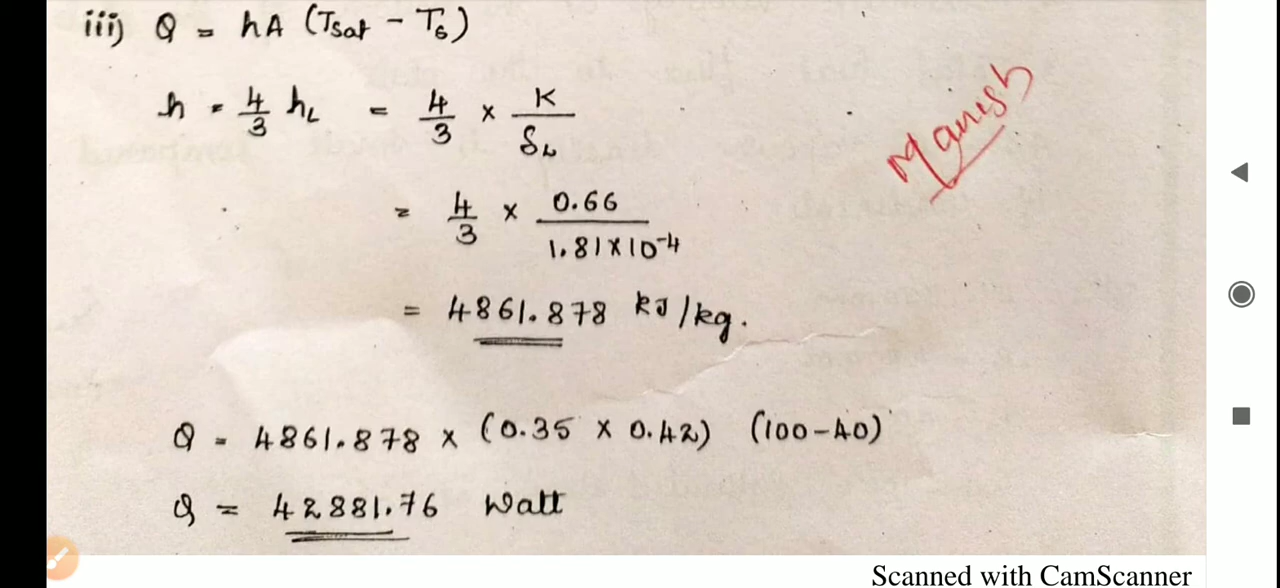 iii) Q = hA (Tsat - Ts)
h = 4/3 hL = 4/3 × K/δL
= 4/3 × 0.66/1.81×10⁻⁴
= 4861.878 kJ/kg.
Q = 4861.878 × (0.35 × 0.42) (100-40)
Q = 42881.76 Watt
Manish
Scanned with CamScanner